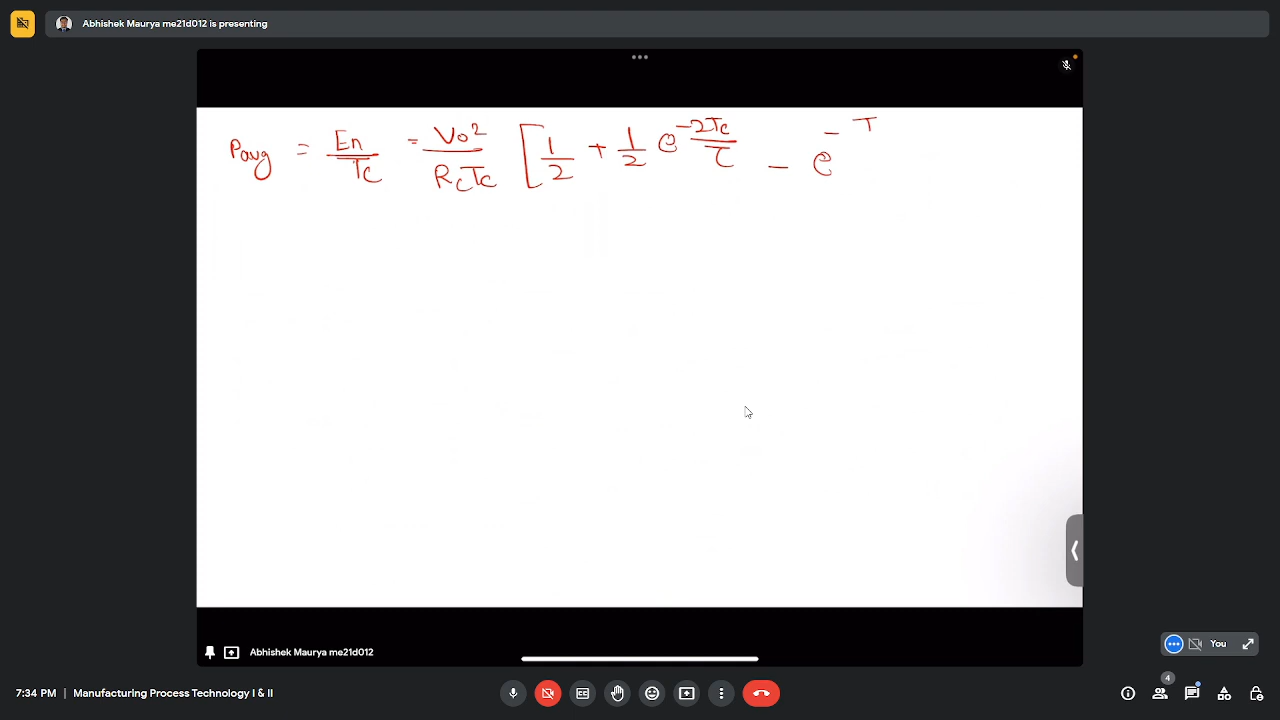 Abhishek Maurya me21d012 is presenting
Pavg = En/Tc = Vo²/RcTc [1/2 + 1/2 e^(-2Tc/τ) - e^(-T
Abhishek Maurya me21d012
You
4
7:34 PM | Manufacturing Process Technology I & II